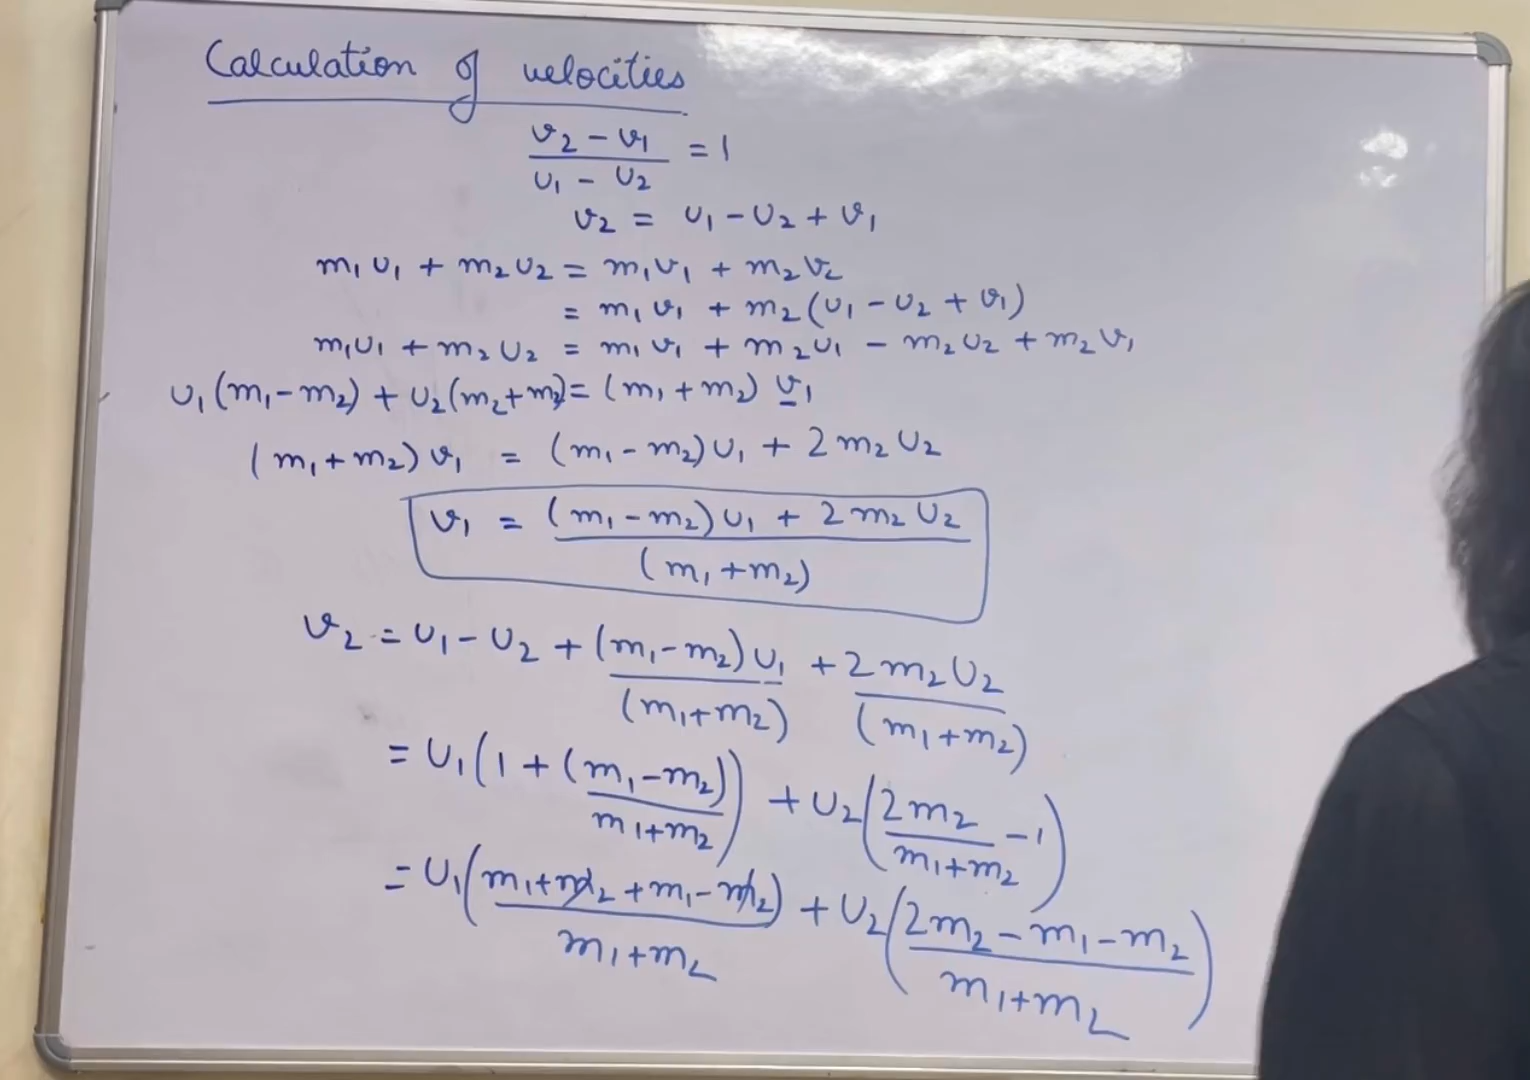 Calculation of velocities
v₂ - v₁ / u₁ - u₂ = 1
v₂ = u₁ - u₂ + v₁
m₁u₁ + m₂u₂ = m₁v₁ + m₂v₂
= m₁v₁ + m₂(u₁ - u₂ + v₁)
m₁u₁ + m₂u₂ = m₁v₁ + m₂u₁ - m₂u₂ + m₂v₁
u₁(m₁ - m₂) + u₂(m₂ + m₂) = (m₁ + m₂) v₁
(m₁ + m₂) v₁ = (m₁ - m₂)u₁ + 2m₂u₂
v₁ = (m₁ - m₂)u₁ + 2m₂u₂ / (m₁ + m₂)
v₂ = u₁ - u₂ + (m₁ - m₂)u₁ / (m₁ + m₂) + 2m₂u₂ / (m₁ + m₂)
= u₁(1 + (m₁ - m₂) / m₁ + m₂) + u₂(2m₂ / m₁ + m₂ - 1)
= u₁(m₁ + m₂ + m₁ - m₂ / m₁ + m₂) + u₂(2m₂ - m₁ - m₂ / m₁ + m₂)